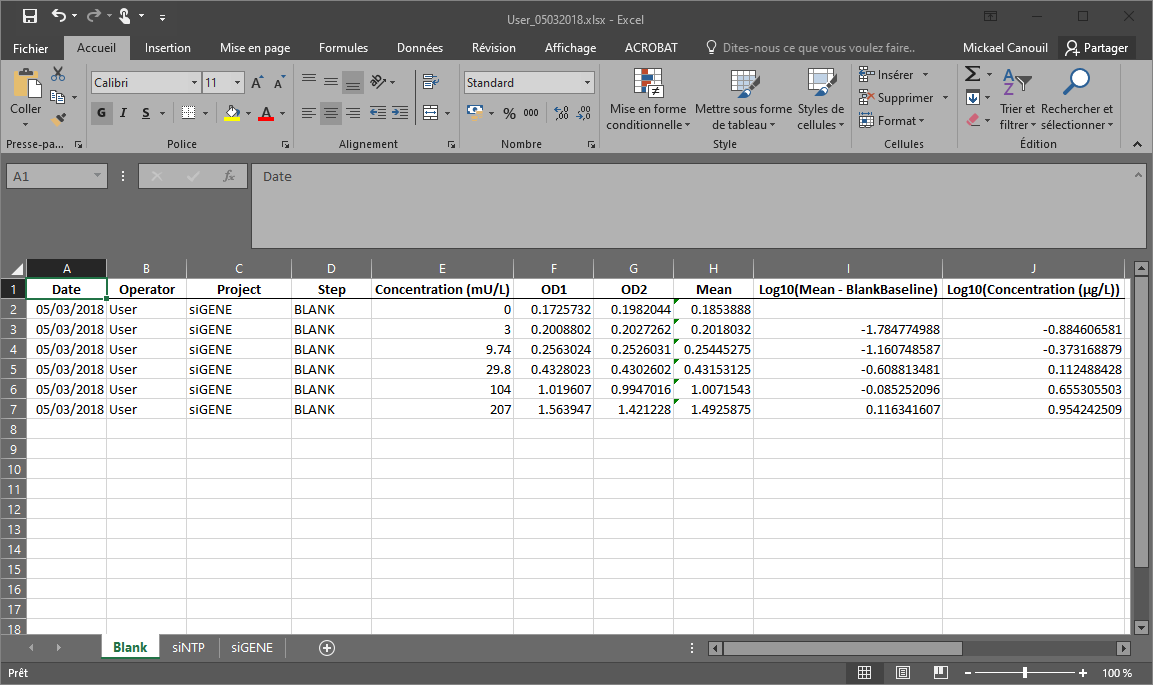 User_05032018.xlsx - Excel
Fichier Accueil Insertion Mise en page Formules Données Révision Affichage ACROBAT Dites-nous ce que vous voulez faire.. Mickael Canouil Partager
Coller
Presse-pa...
Calibri 11
G I S
Police
Alignement
Standard
% 000
Nombre
Mise en forme conditionnelle
Mettre sous forme de tableau
Styles de cellules
Style
Insérer
Supprimer
Format
Cellules
Trier et filtrer
Rechercher et sélectionner
Édition
A1 fx Date
A B C D E F G H I J
1 Date Operator Project Step Concentration (mU/L) OD1 OD2 Mean Log10(Mean - BlankBaseline) Log10(Concentration (µg/L))
2 05/03/2018 User siGENE BLANK 0 0.1725732 0.1982044 0.1853888
3 05/03/2018 User siGENE BLANK 3 0.2008802 0.2027262 0.2018032 -1.784774988 -0.884606581
4 05/03/2018 User siGENE BLANK 9.74 0.2563024 0.2526031 0.25445275 -1.160748587 -0.373168879
5 05/03/2018 User siGENE BLANK 29.8 0.4328023 0.4302602 0.43153125 -0.608813481 0.112488428
6 05/03/2018 User siGENE BLANK 104 1.019607 0.9947016 1.0071543 -0.085252096 0.655305503
7 05/03/2018 User siGENE BLANK 207 1.563947 1.421228 1.4925875 0.116341607 0.954242509
8
9
10
11
12
13
14
15
16
17
18
Blank siNTP siGENE
Prêt 100 %